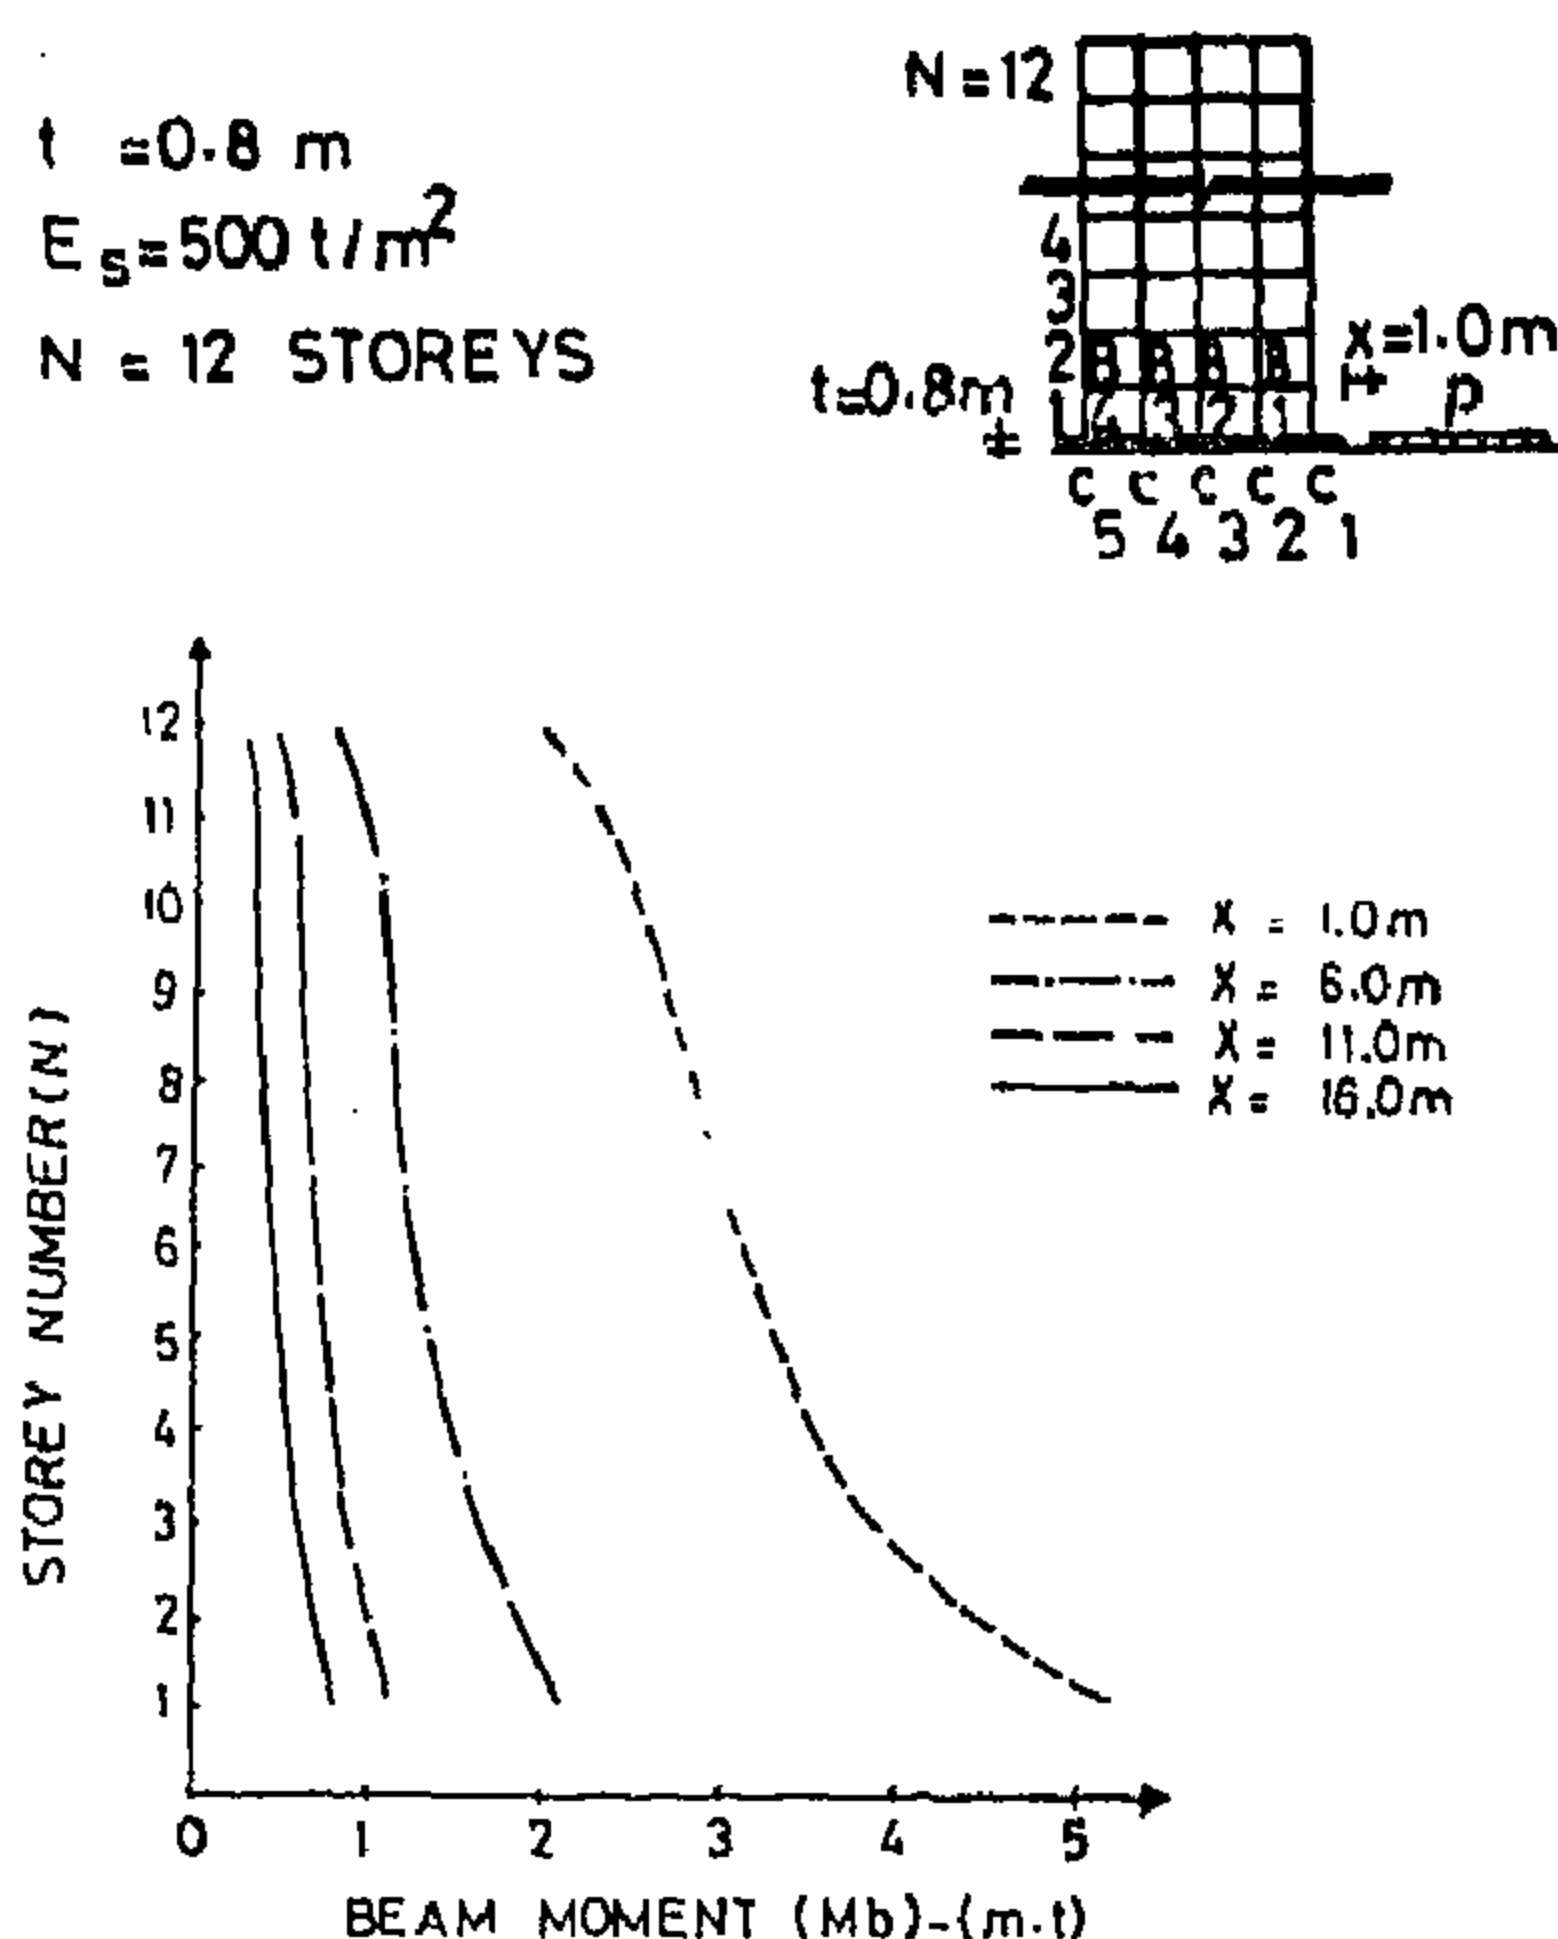 t = 0.8 m
Es = 500 t/m²
N = 12 STOREYS
N = 12
4
3
2 B B B B
1 4 3 2 1
t=0.8m
x=1.0m
p
C C C C C
5 4 3 2 1
12
11
10
9
8
7
6
5
4
3
2
1
0 1 2 3 4 5
STOREY NUMBER(N)
BEAM MOMENT (Mb)-(m.t)
X = 1.0m
X = 6.0m
X = 11.0m
X = 16.0m